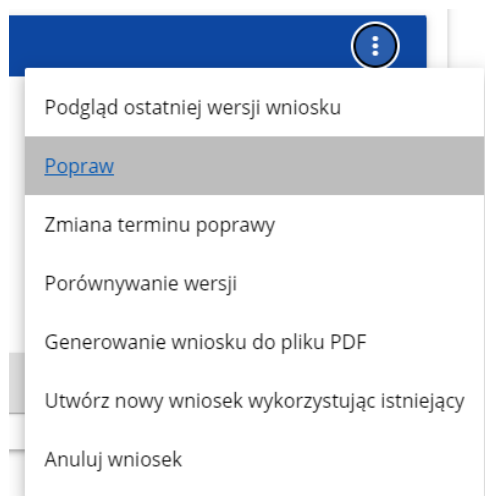 Podgląd ostatniej wersji wniosku
Popraw
Zmiana terminu poprawy
Porównywanie wersji
Generowanie wniosku do pliku PDF
Utwórz nowy wniosek wykorzystując istniejący
Anuluj wniosek